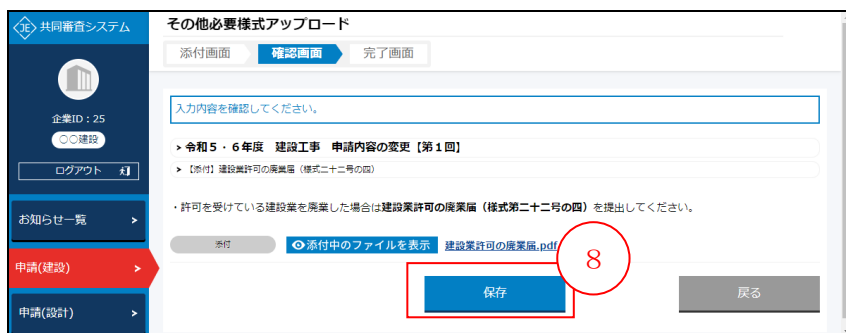 JE 共同審査システム
企業ID:25
〇〇建設
ログアウト
お知らせ一覧 >
申請(建設) >
申請(設計) >
その他必要様式アップロード
添付画面 確認画面 完了画面
入力内容を確認してください。
> 令和5・6年度 建設工事 申請内容の変更【第1回】
> 【添付】建設業許可の廃業届(様式二十二号の四)
・許可を受けている建設業を廃業した場合は建設業許可の廃業届(様式第二十二号の四)を提出してください。
添付 添付中のファイルを表示 建設業許可の廃業届.pdf
8
保存 戻る